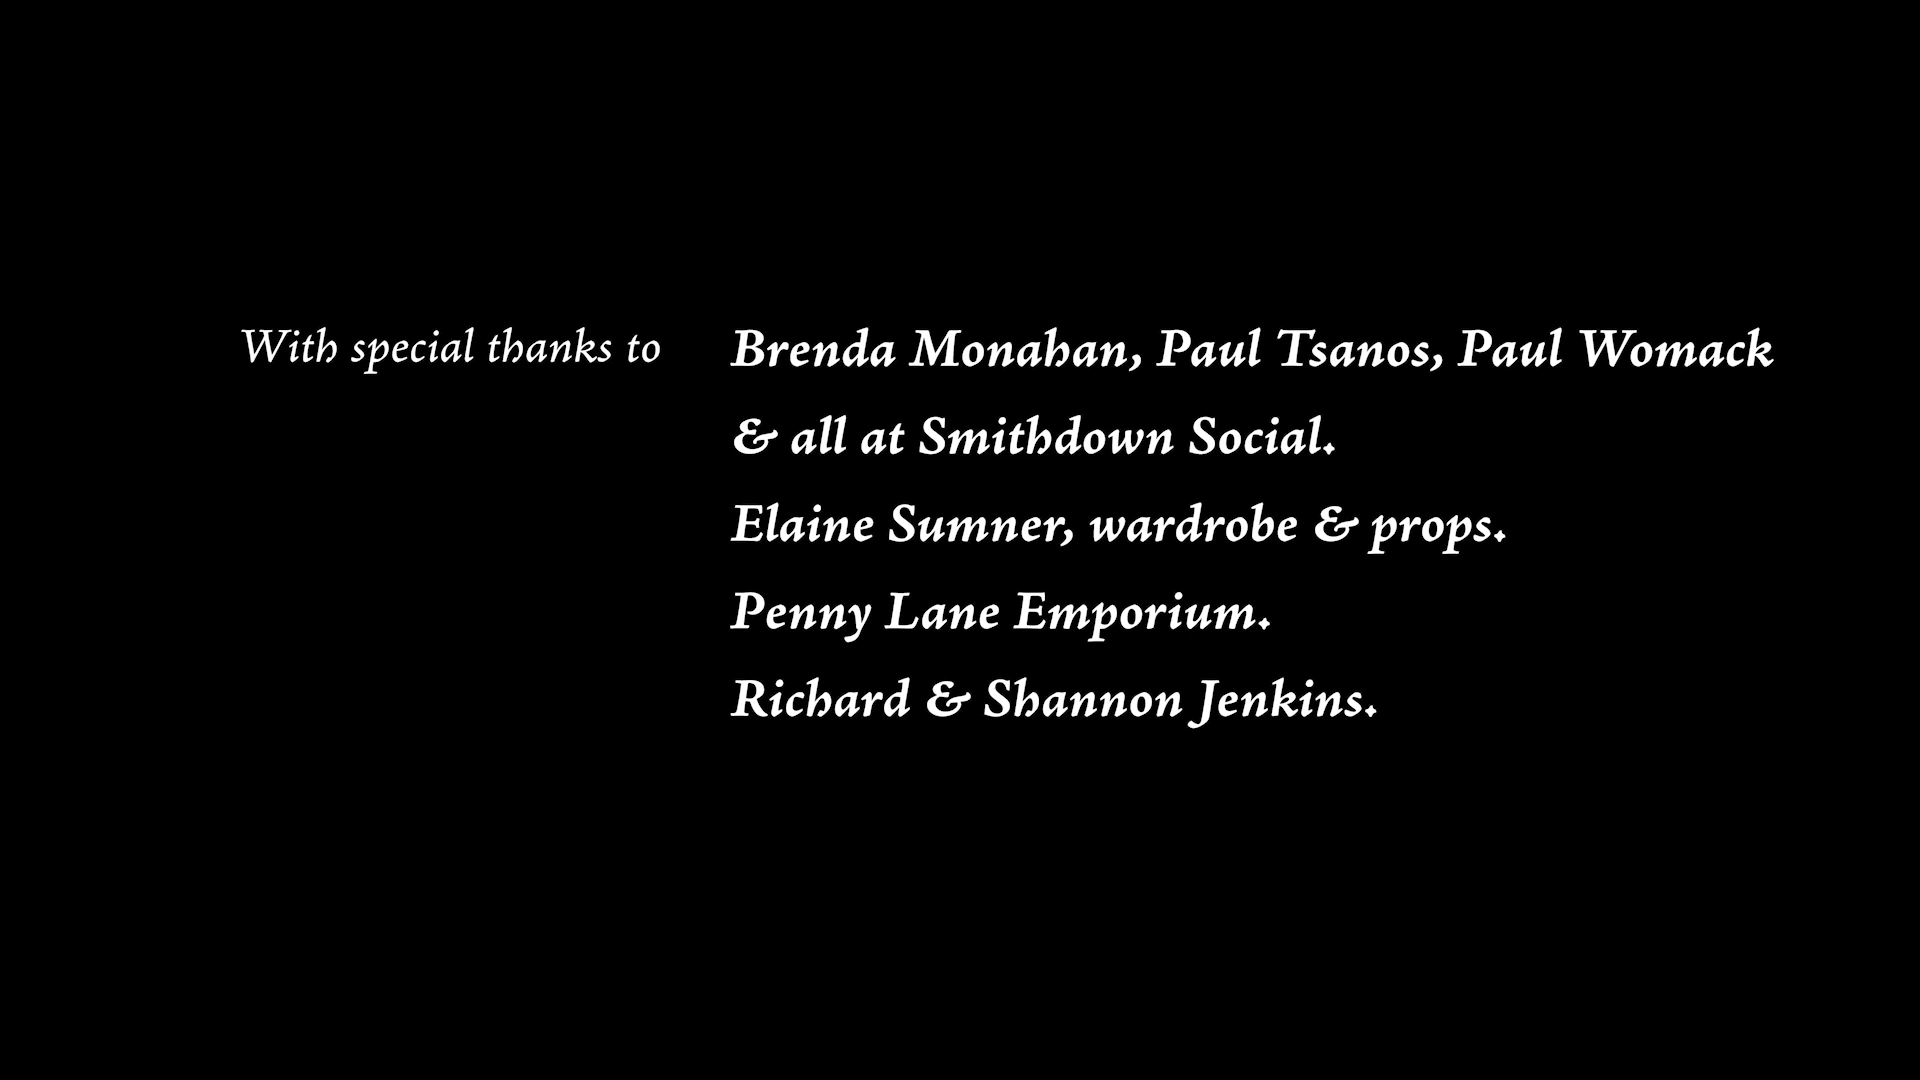 With special thanks to Brenda Monahan, Paul Tsanos, Paul Womack
& all at Smithdown Social.
Elaine Sumner, wardrobe & props.
Penny Lane Emporium.
Richard & Shannon Jenkins.